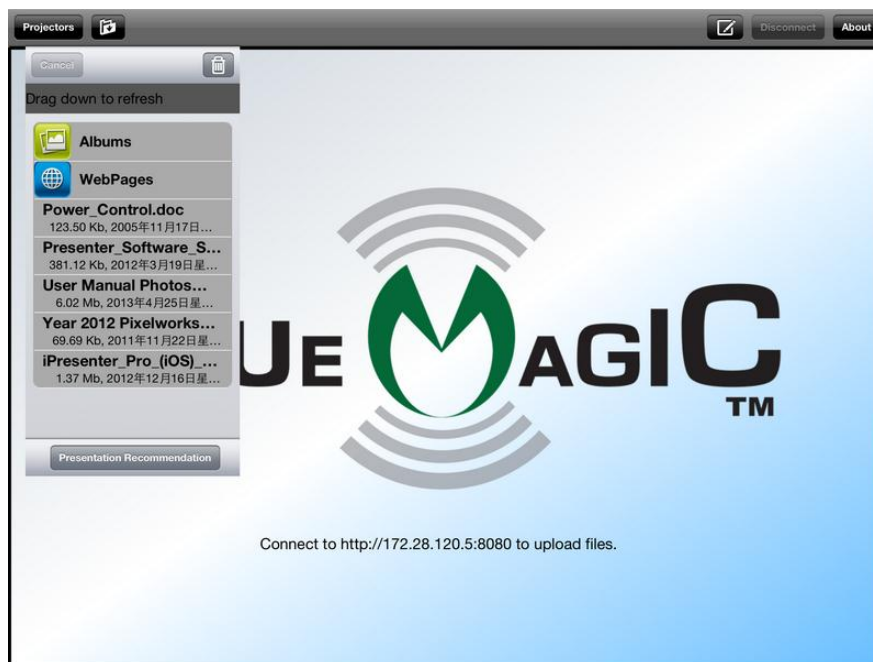 Projectors
Disconnect
About
Cancel
Drag down to refresh
Albums
WebPages
Power_Control.doc
123.50 Kb, 2005年11月17日…
Presenter_Software_S...
381.12 Kb, 2012年3月19日星…
User Manual Photos...
6.02 Mb, 2013年4月25日星…
Year 2012 Pixelworks...
69.69 Kb, 2011年11月22日星…
iPresenter_Pro_(iOS)_...
1.37 Mb, 2012年12月16日星…
Presentation Recommendation
UE MAGIC
TM
Connect to http://172.28.120.5:8080 to upload files.